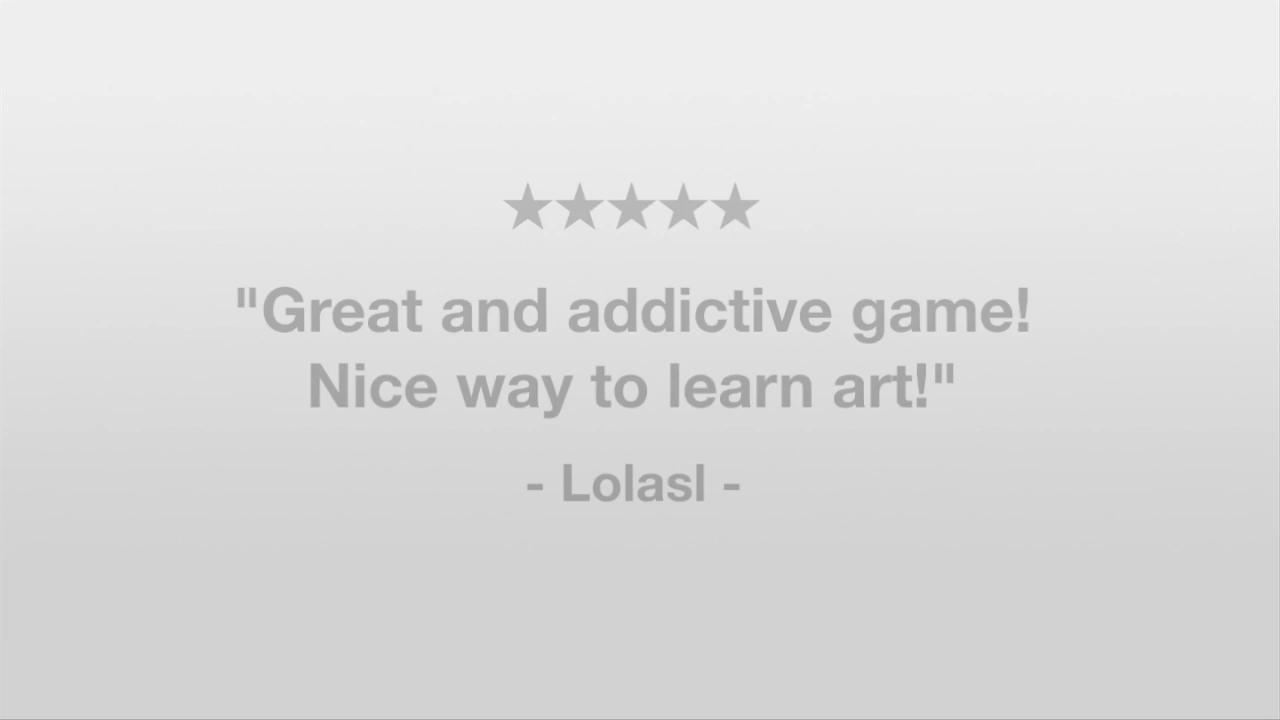 ★★★★★
"Great and addictive game!
Nice way to learn art!"
- Lolasl -